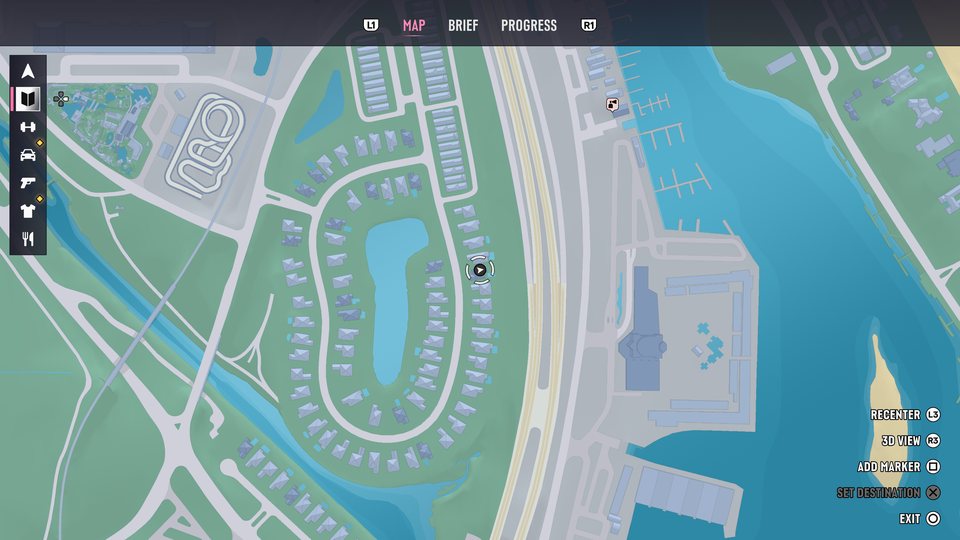 L1 MAP BRIEF PROGRESS R1
RECENTER L3
3D VIEW R3
ADD MARKER
SET DESTINATION
EXIT